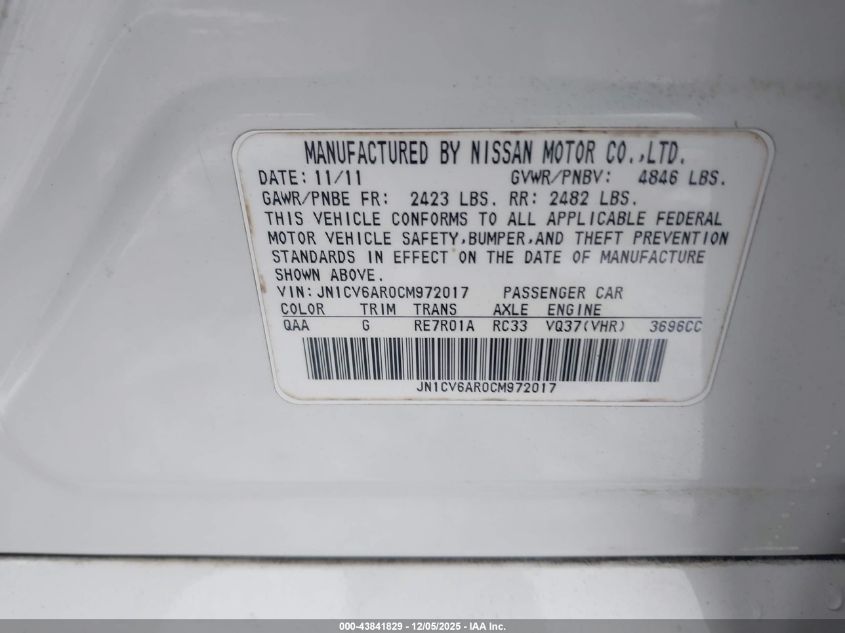 MANUFACTURED BY NISSAN MOTOR CO.,LTD.
DATE: 11/11 GVWR/PNBV: 4846 LBS.
GAWR/PNBE FR: 2423 LBS. RR: 2482 LBS.
THIS VEHICLE CONFORMS TO ALL APPLICABLE FEDERAL
MOTOR VEHICLE SAFETY,BUMPER,AND THEFT PREVENTION
STANDARDS IN EFFECT ON THE DATE OF MANUFACTURE
SHOWN ABOVE.
VIN: JN1CV6AR0CM972017 PASSENGER CAR
COLOR TRIM TRANS AXLE ENGINE
QAA G RE7R01A RC33 VQ37(VHR) 3696CC
JN1CV6AR0CM972017
000-43841829 - 12/05/2025 - IAA Inc.